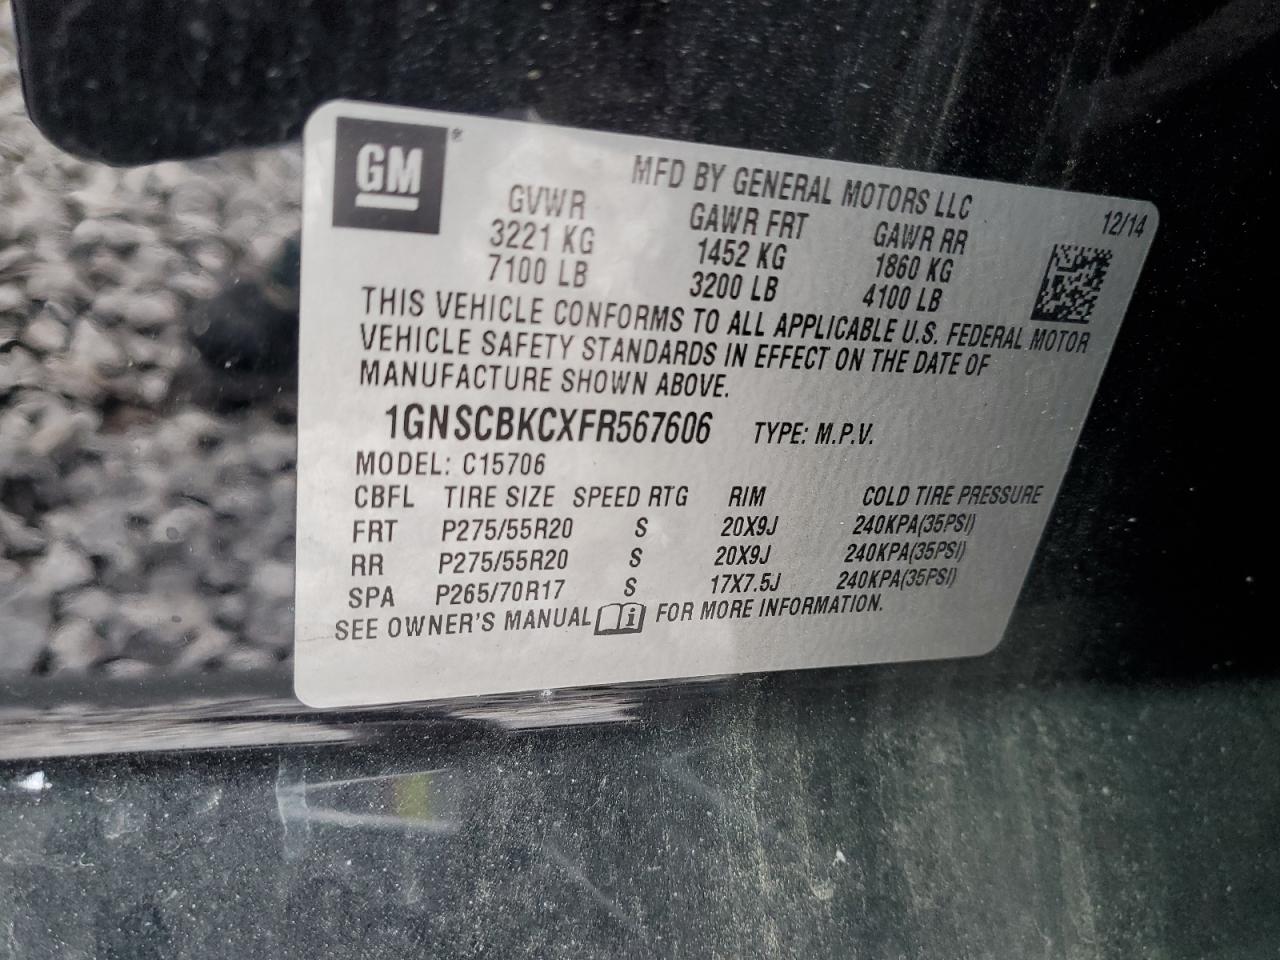 GM®
MFD BY GENERAL MOTORS LLC
12/14
GVWR GAWR FRT GAWR RR
3221 KG 1452 KG 1860 KG
7100 LB 3200 LB 4100 LB
THIS VEHICLE CONFORMS TO ALL APPLICABLE U.S. FEDERAL MOTOR
VEHICLE SAFETY STANDARDS IN EFFECT ON THE DATE OF
MANUFACTURE SHOWN ABOVE.
1GNSCBKCXFR567606 TYPE: M.P.V.
MODEL: C15706
CBFL TIRE SIZE SPEED RTG RIM COLD TIRE PRESSURE
FRT P275/55R20 S 20X9J 240KPA(35PSI)
RR P275/55R20 S 20X9J 240KPA(35PSI)
SPA P265/70R17 S 17X7.5J 240KPA(35PSI)
SEE OWNER'S MANUAL i FOR MORE INFORMATION.